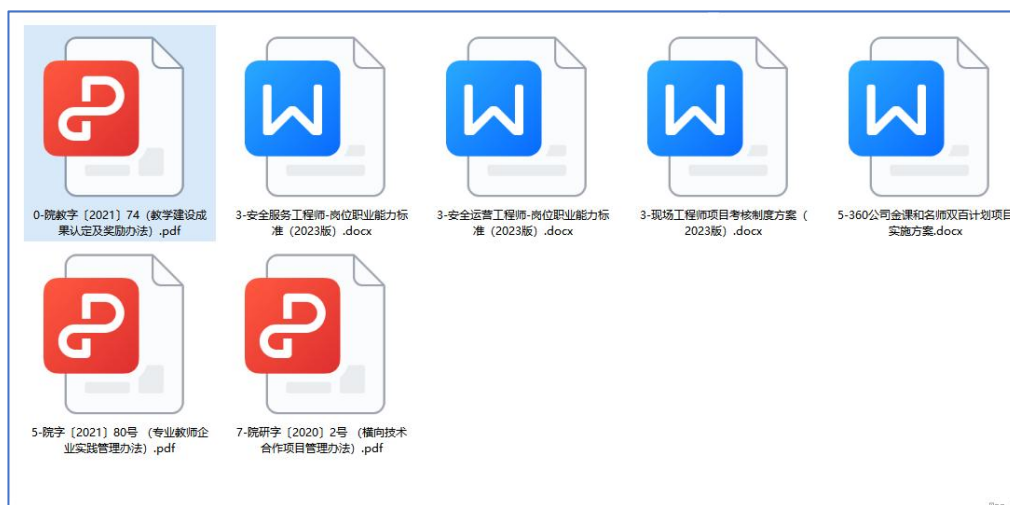 0-院教字〔2021〕74（教学建设成
果认定及奖励办法）.pdf
3-安全服务工程师-岗位职业能力标
准（2023版）.docx
3-安全运营工程师-岗位职业能力标
准（2023版）.docx
3-现场工程师项目考核制度方案（
2023版）.docx
5-360公司金课和名师双百计划项目
实施方案.docx
5-院字〔2021〕80号 （专业教师企
业实践管理办法）.pdf
7-院研字〔2020〕2号 （横向技术
合作项目管理办法）.pdf